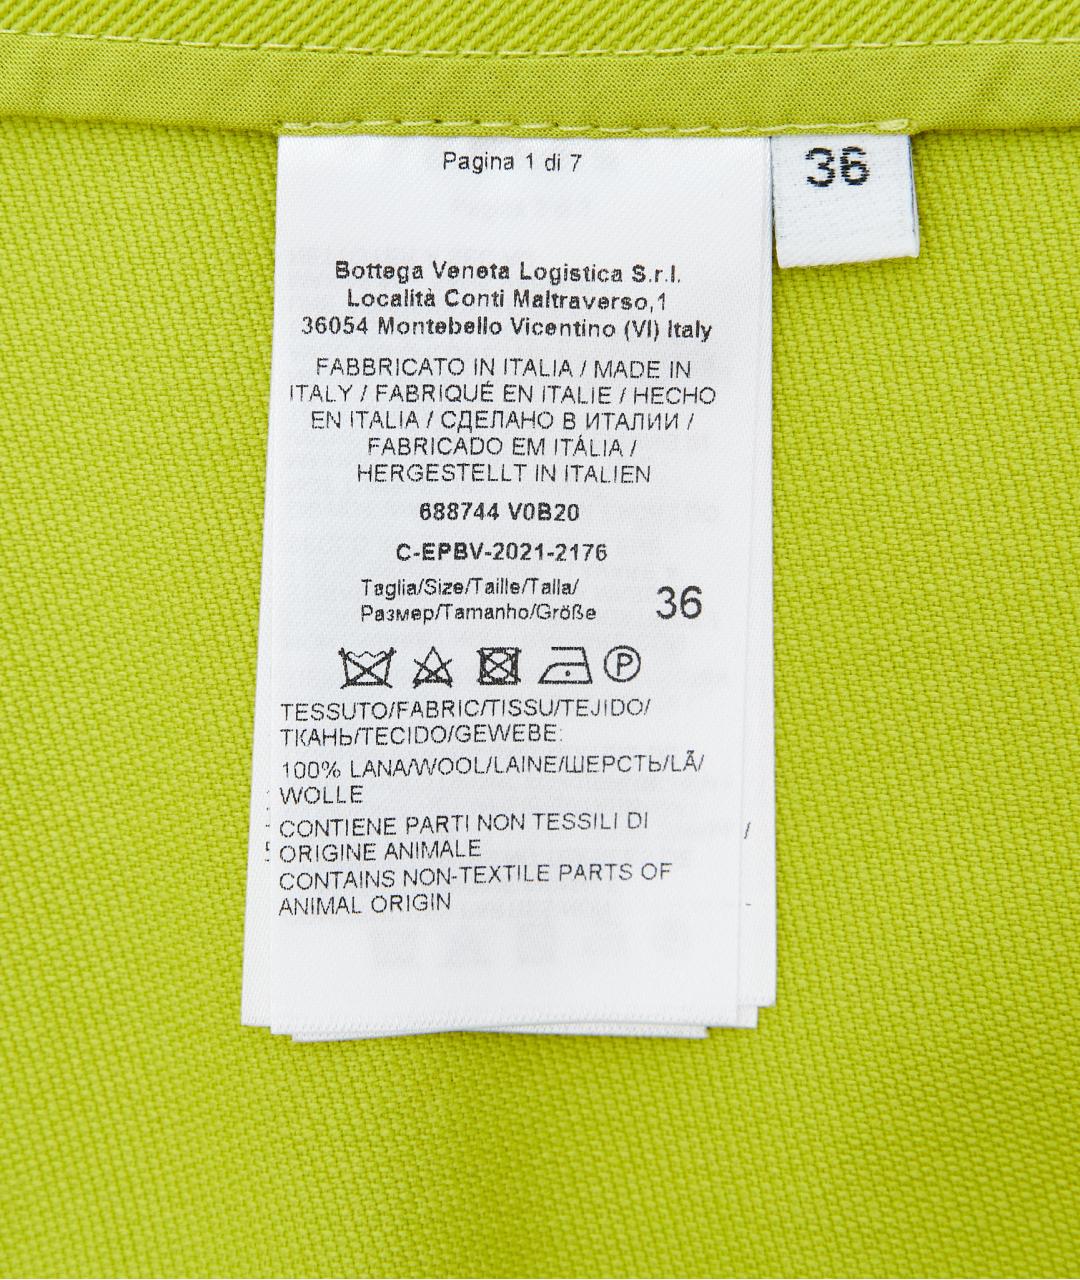 Pagina 1 di 7
36
Bottega Veneta Logistica S.r.l.
Località Conti Maltraverso,1
36054 Montebello Vicentino (VI) Italy
FABBRICATO IN ITALIA / MADE IN
ITALY / FABRIQUÉ EN ITALIE / HECHO
EN ITALIA / СДЕЛАНО В ИТАЛИИ /
FABRICADO EM ITÁLIA /
HERGESTELLT IN ITALIEN
688744 V0B20
C-EPBV-2021-2176
Taglia/Size/Taille/Talla/
Размер/Tamanho/Größe
36
P
TESSUTO/FABRIC/TISSU/TEJIDO/
ТКАНЬ/TECIDO/GEWEBE:
100% LANA/WOOL/LAINE/ШЕРСТЬ/LÃ/
WOLLE
CONTIENE PARTI NON TESSILI DI
ORIGINE ANIMALE
CONTAINS NON-TEXTILE PARTS OF
ANIMAL ORIGIN